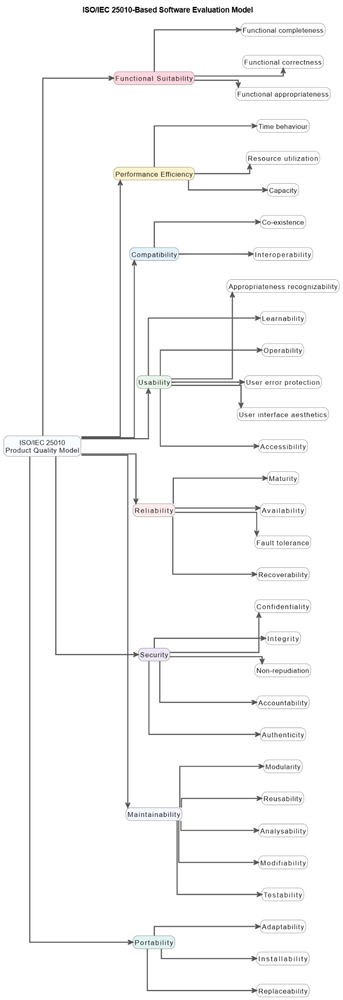 ISO/IEC 25010-Based Software Evaluation Model
Functional completeness
Functional correctness
Functional Suitability
Functional appropriateness
Time behaviour
Resource utilization
Performance Efficiency
Capacity
Co-existence
Compatibility
Interoperability
Appropriateness recognizability
Learnability
Operability
Usability
User error protection
User interface aesthetics
ISO/IEC 25010
Product Quality Model
Accessibility
Maturity
Reliability
Availability
Fault tolerance
Recoverability
Confidentiality
Integrity
Security
Non-repudiation
Accountability
Authenticity
Modularity
Reusability
Maintainability
Analysability
Modifiability
Testability
Adaptability
Portability
Installability
Replaceability